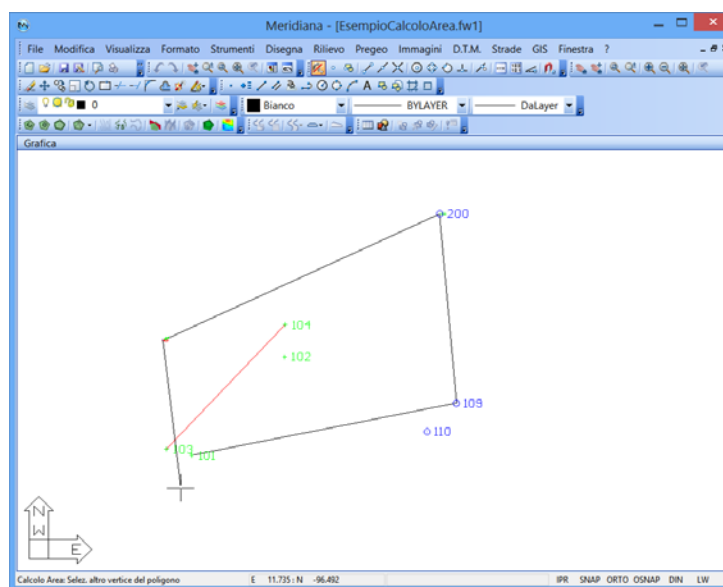 Meridiana - [EsempioCalcoloArea.fw1]
File Modifica Visualizza Formato Strumenti Disegna Rilievo Pregeo Immagini D.T.M. Strade GIS Finestra ?
0 Bianco BYLAYER DaLayer
Grafica
200
104
102
109
110
103
101
N
W
E
Calcolo Area: Selez. altro vertice del poligono E 11.735 : N -96.492 IPR SNAP ORTO OSNAP DIN LW